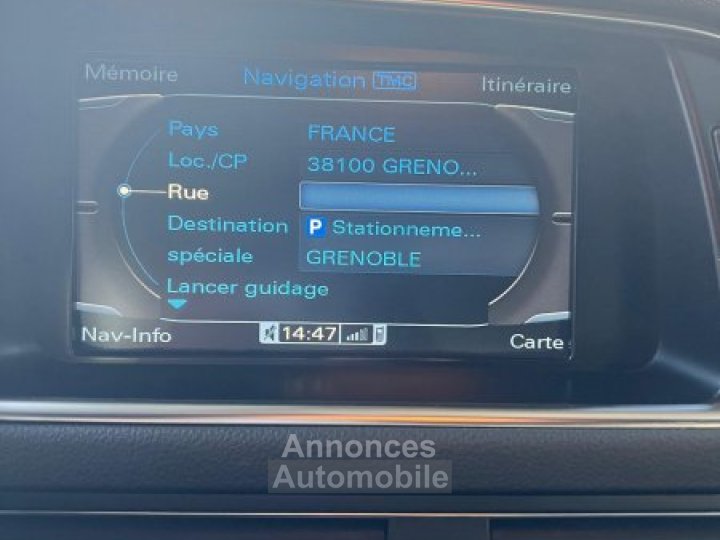 Mémoire Navigation TMC Itinéraire
Pays FRANCE
Loc./CP 38100 GRENO...
Rue
Destination P Stationneme...
spéciale GRENOBLE
Lancer guidage
Nav-Info 14:47 Carte
Annonces
Automobile